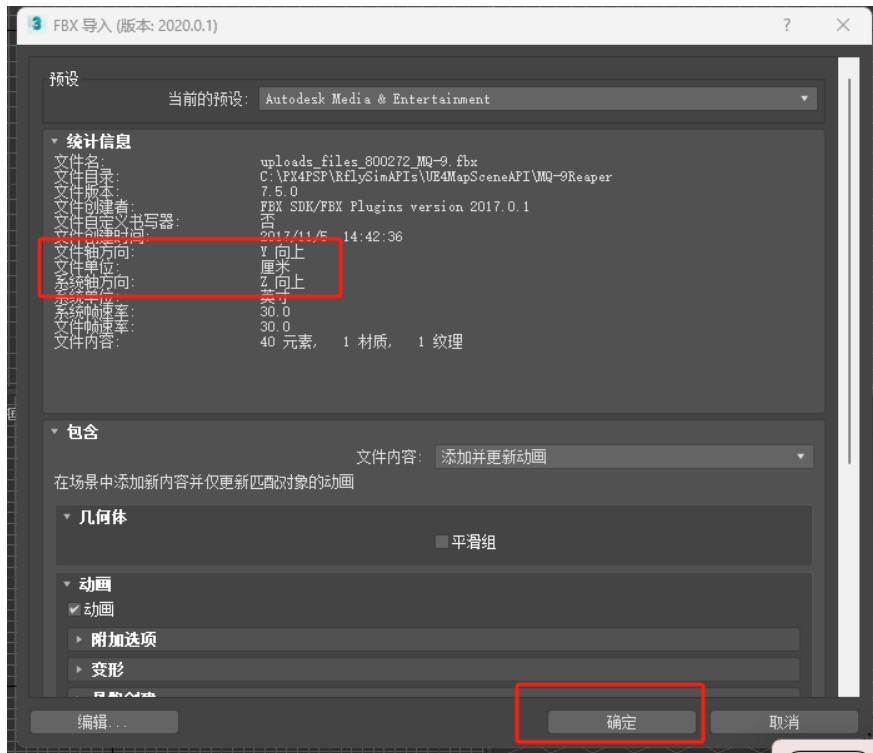 FBX 导入 (版本: 2020.0.1)
预设
当前的预设: Autodesk Media & Entertainment
统计信息
文件名: uploads_files_800272_MQ-9.fbx
文件目录: C:\PX4PSP\RflySimAPIs\UE4MapSceneAPI\MQ-9Reaper
文件版本: 7.5.0
文件创建者: FBX SDK/FBX Plugins version 2017.0.1
文件自定义书写器: 否
文件创建时间: 2017/11/5 14:42:36
文件轴方向: Y 向上
文件单位: 厘米
系统轴方向: Z 向上
系统单位: 英寸
系统帧速率: 30.0
文件帧速率: 30.0
文件内容: 40 元素, 1 材质, 1 纹理
包含
文件内容: 添加并更新动画
在场景中添加新内容并仅更新匹配对象的动画
几何体
平滑组
动画
动画
附加选项
变形
编辑...
确定
取消